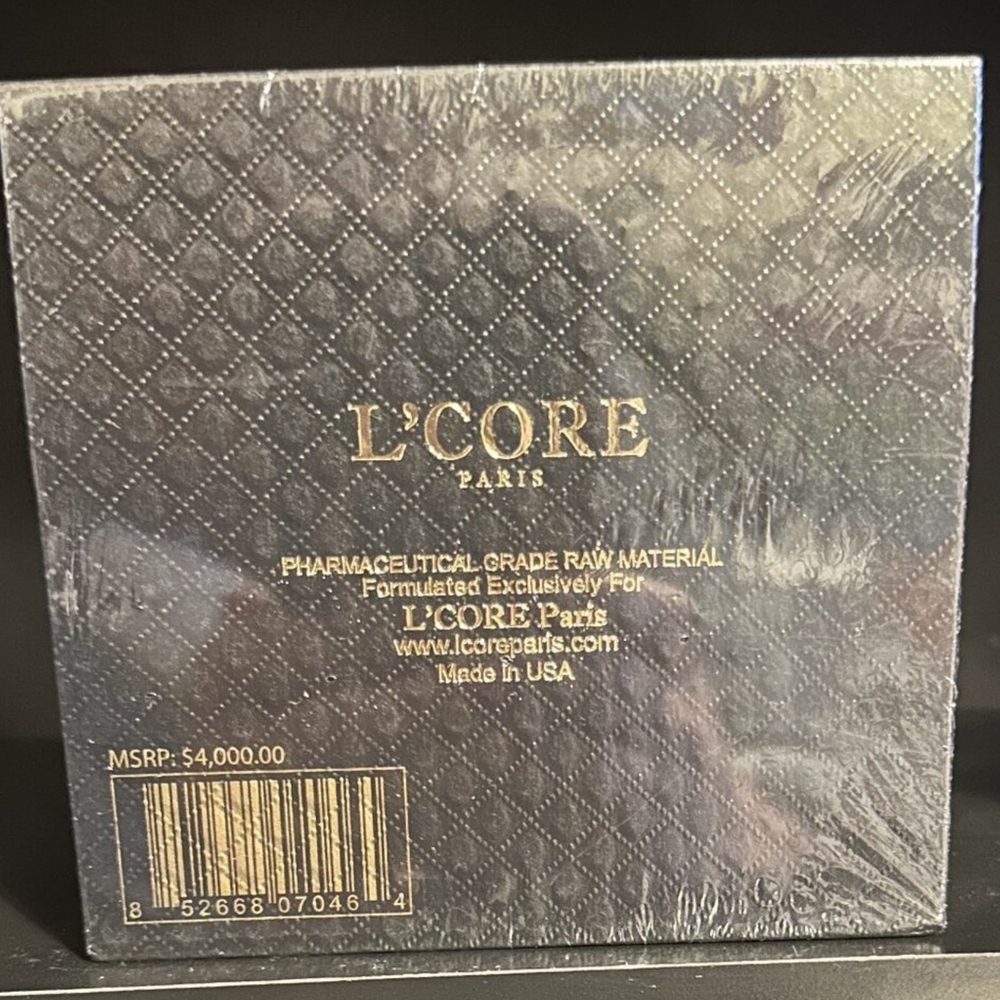 L'CORE
PARIS
PHARMACEUTICAL GRADE RAW MATERIAL
Formulated Exclusively For
L'CORE Paris
www.lcoreparis.com
Made in USA
MSRP: $4,000.00
8 52668 07046 4